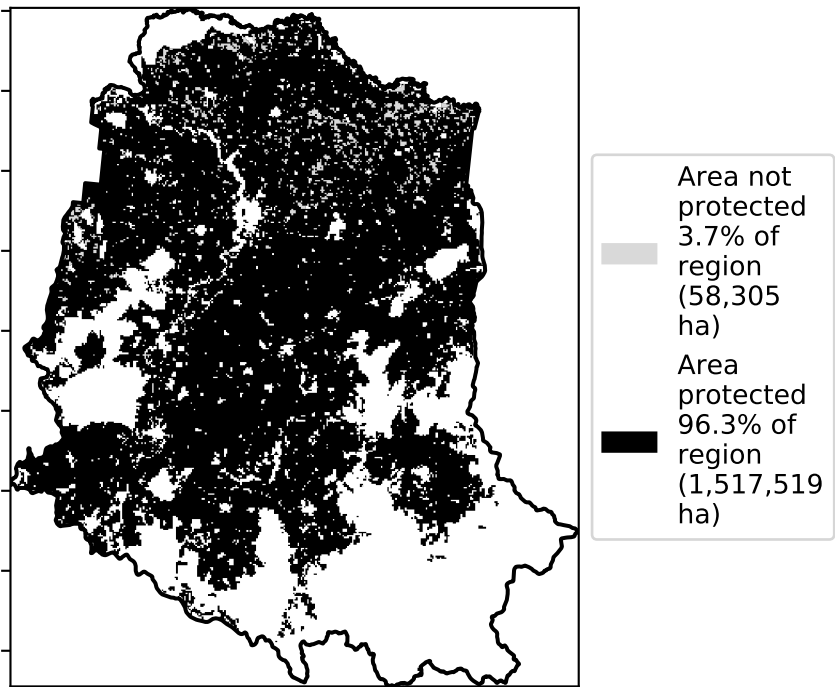 Area not
protected
3.7% of
region
(58,305
ha)
Area
protected
96.3% of
region
(1,517,519
ha)